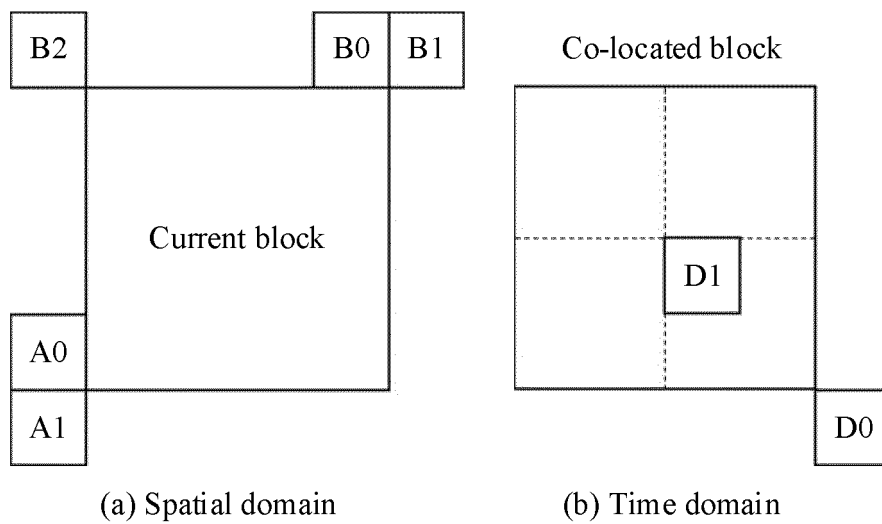 B2
B0
B1
Co-located block
Current block
D1
A0
A1
D0
(a) Spatial domain
(b) Time domain